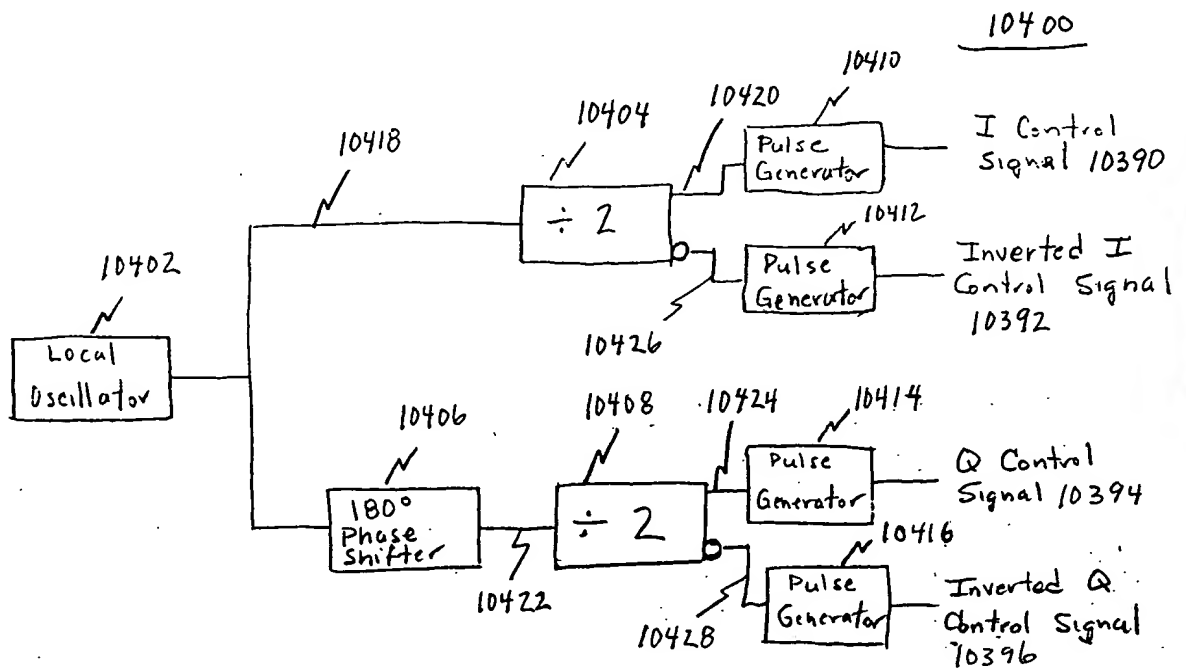 10400
10410
10420
10404
10418
Pulse
Generator
I Control
Signal 10390
÷ 2
10412
10402
Pulse
Generator
Inverted I
Control Signal
10392
10426
Local
Oscillator
10406
10408
10424
10414
Pulse
Generator
Q Control
Signal 10394
180°
Phase
Shifter
÷ 2
10416
10422
10428
Pulse
Generator
Inverted Q
Control Signal
10396